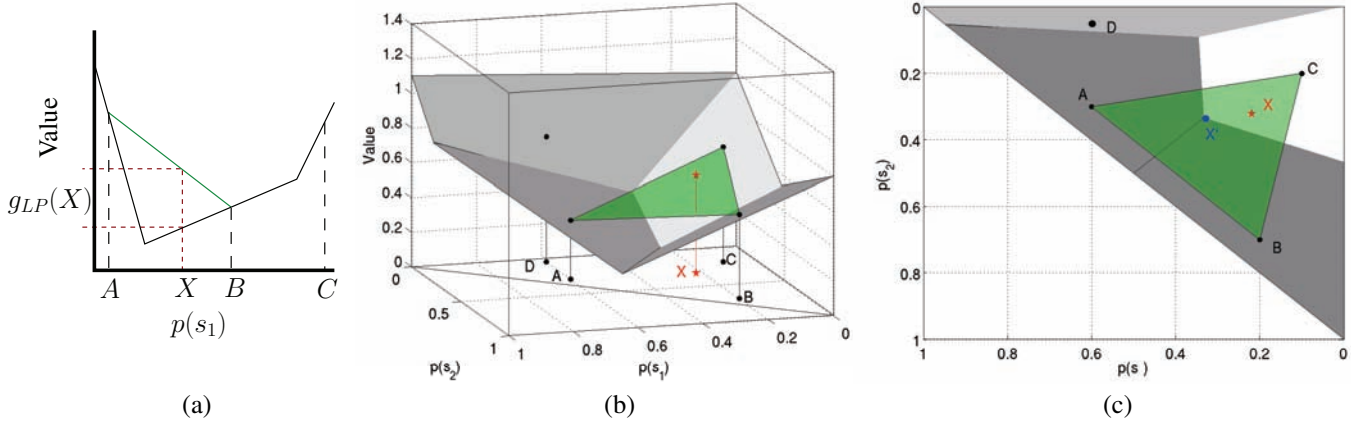 Value
g_{LP}(X)
A X B C
p(s_1)
(a)
1.4
1.2
1
0.8
0.6
0.4
0.2
0
Value
0
0.5
1
p(s_2)
1 0.8 0.6 0.4 0.2 0
p(s_1)
D
A
X
C
B
(b)
0
0.2
0.4
0.6
0.8
1
p(s_2)
1 0.8 0.6 0.4 0.2 0
p(s )
D
A
C
X
X'
B
(c)